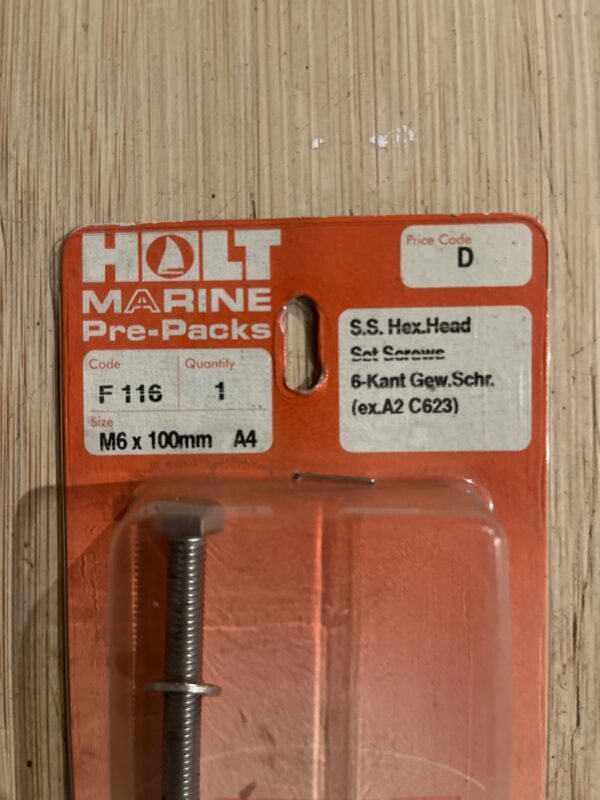 HOLT
MARINE
Pre-Packs
Code
F 116
Quantity
1
Size
M6 x 100mm A4
Price Code
D
S.S. Hex.Head
Set Screws
6-Kant Gew.Schr.
(ex.A2 C623)